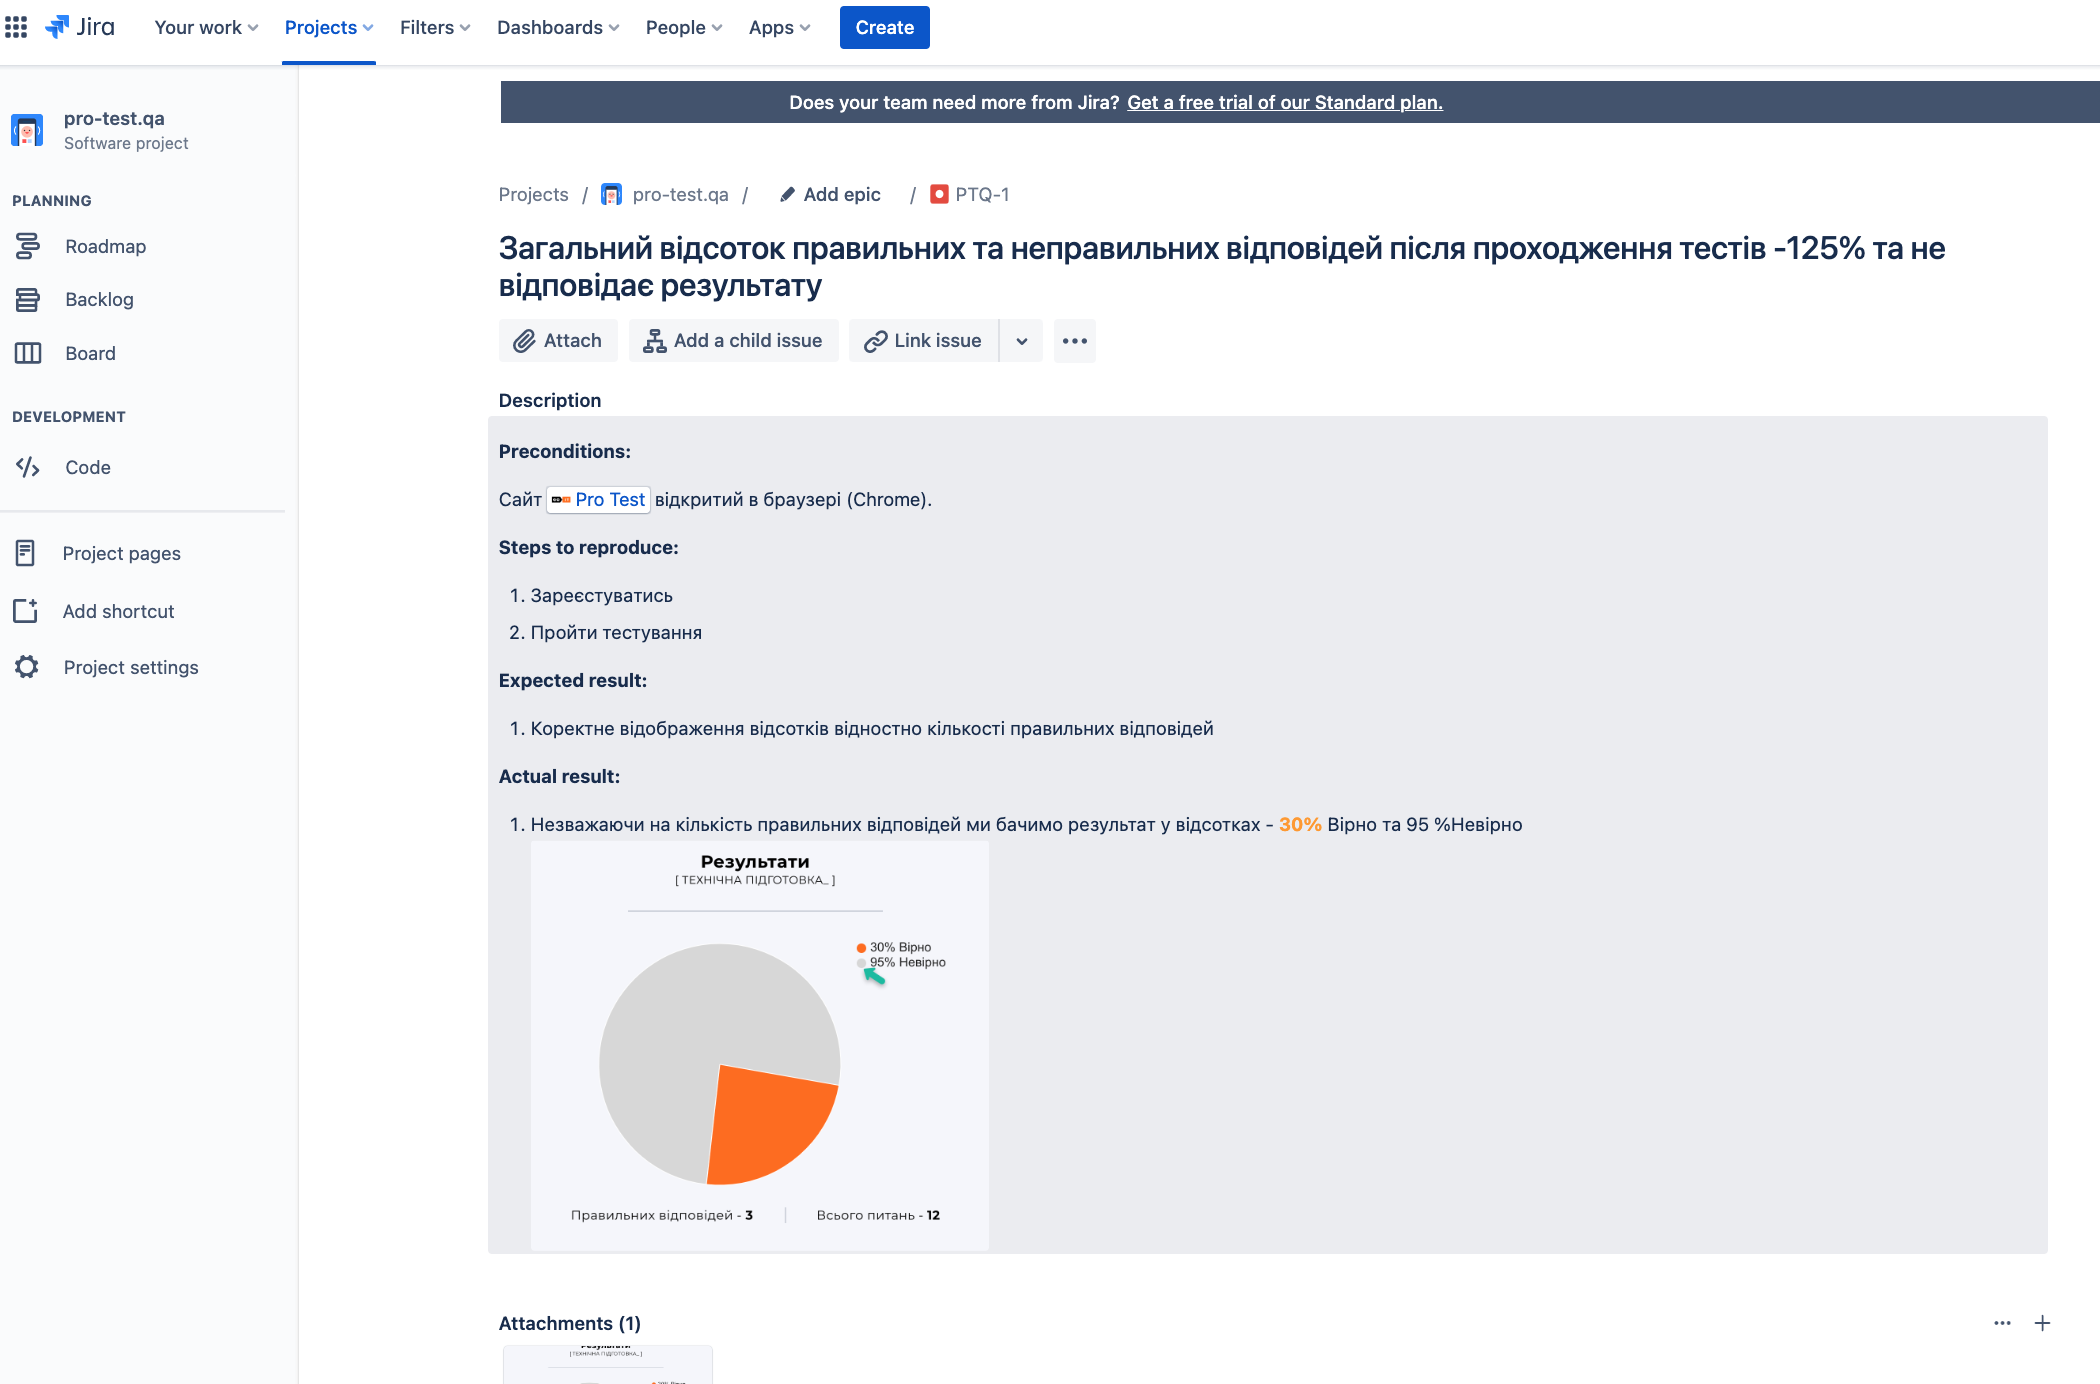 Jira Your work Projects Filters Dashboards People Apps Create
Does your team need more from Jira? Get a free trial of our Standard plan.
pro-test.qa
Software project
PLANNING
Roadmap
Backlog
Board
DEVELOPMENT
Code
Project pages
Add shortcut
Project settings
Projects / pro-test.qa / Add epic / PTQ-1
Загальний відсоток правильних та неправильних відповідей після проходження тестів -125% та не
відповідає результату
Attach Add a child issue Link issue
Description
Preconditions:
Сайт Pro Test відкритий в браузері (Chrome).
Steps to reproduce:
1. Зареєстуватись
2. Пройти тестування
Expected result:
1. Коректне відображення відсотків відностно кількості правильних відповідей
Actual result:
1. Незважаючи на кількість правильних відповідей ми бачимо результат у відсотках - 30% Вірно та 95 %Невірно
Результати
[ ТЕХНІЧНА ПІДГОТОВКА_ ]
30% Вірно
95% Невірно
Правильних відповідей - 3 | Всього питань - 12
Attachments (1)
Результати
[ ТЕХНІЧНА ПІДГОТОВКА_ ]
30% Вірно